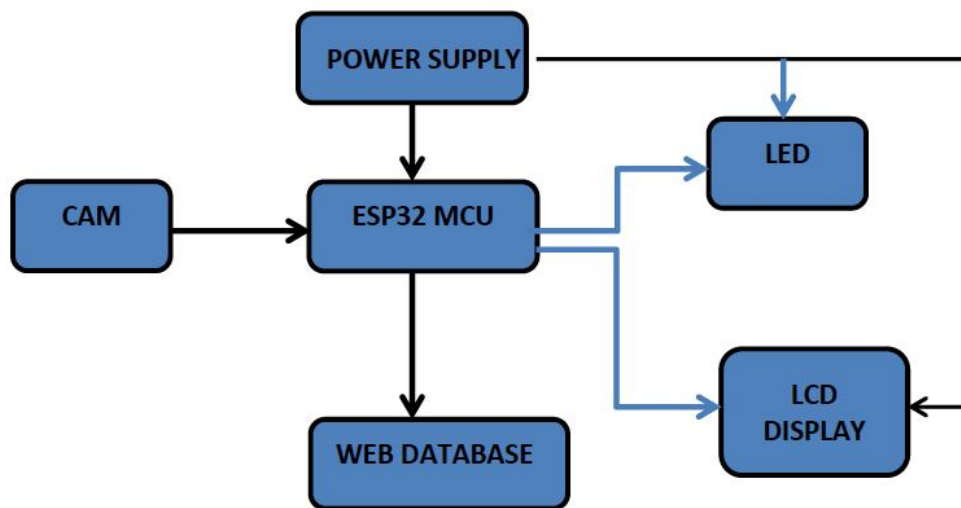 POWER SUPPLY
LED
CAM
ESP32 MCU
LCD
DISPLAY
WEB DATABASE